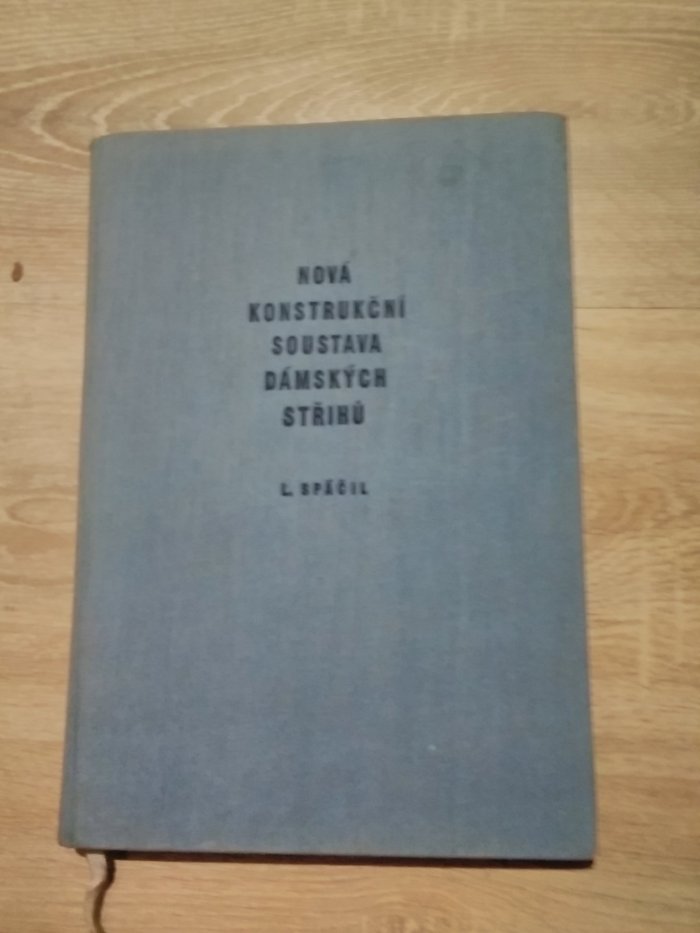 NOVÁ
KONSTRUKČNÍ
SOUSTAVA
DÁMSKÝCH
STŘIHŮ
L. SPÁČIL